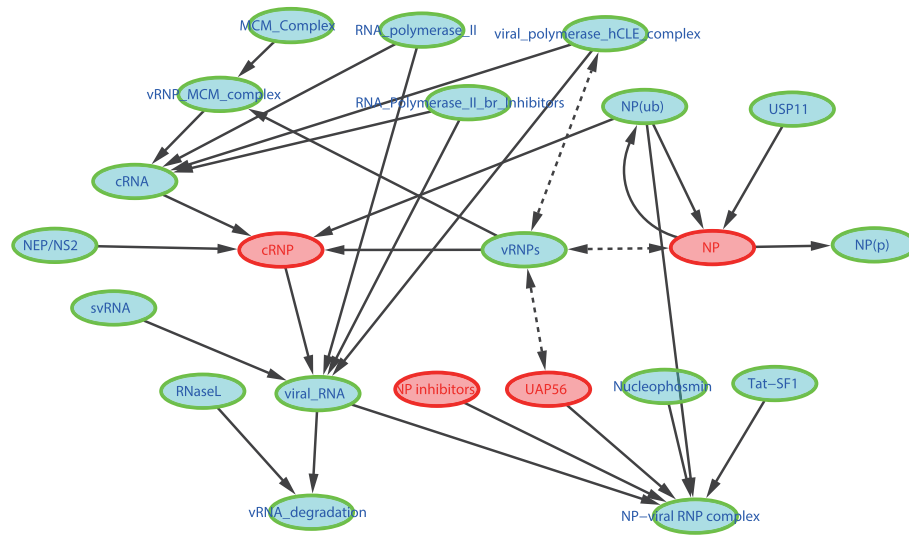 MCM_Complex
RNA_polymerase_II
viral_polymerase_hCLE_complex
vRNP_MCM_complex
RNA_Polymerase_II_br_Inhibitors
NP(ub)
USP11
cRNA
NEP/NS2
cRNP
vRNPs
NP
NP(p)
svRNA
RNaseL
viral_RNA
NP inhibitors
UAP56
Nucleophosmin
Tat−SF1
vRNA_degradation
NP−viral RNP complex